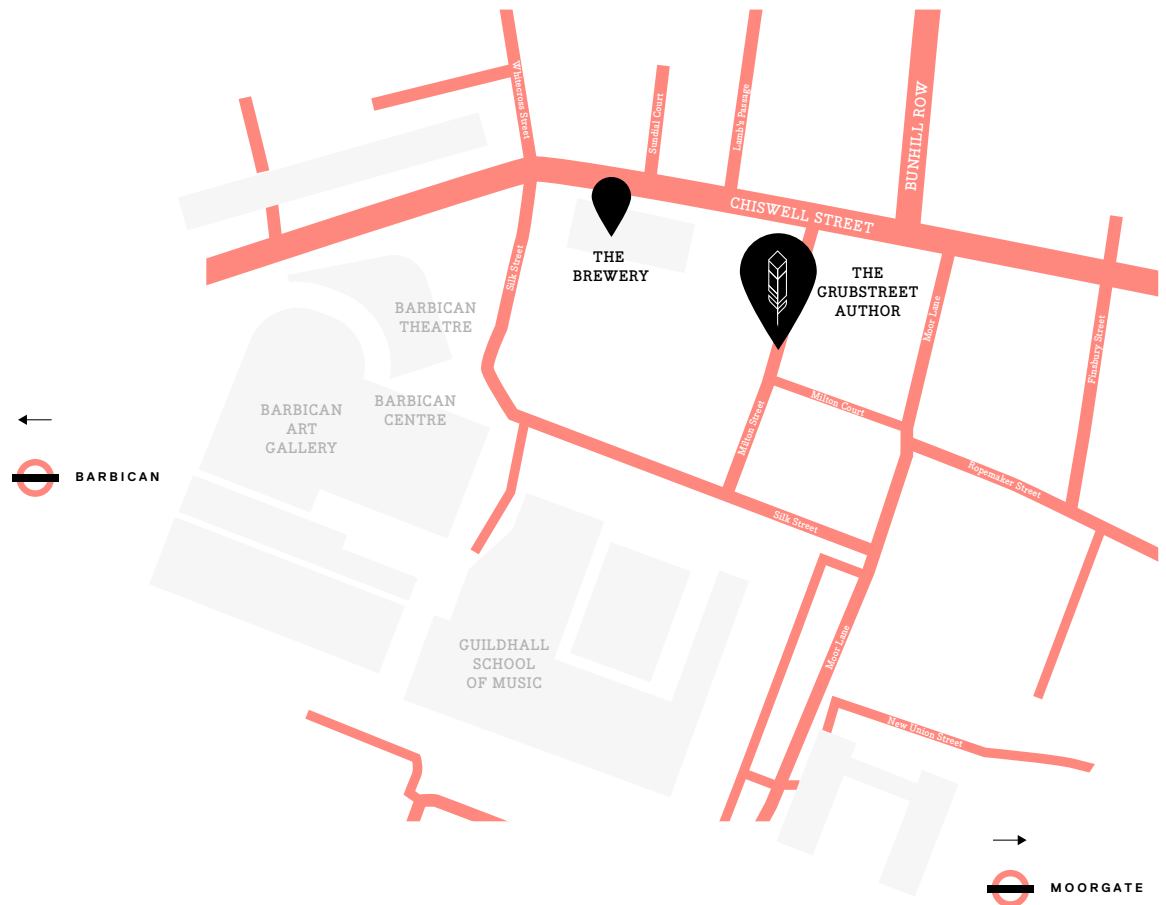 Whitecross Street
Sundial Court
Lamb's Passage
BUNHILL ROW
CHISWELL STREET
Silk Street
THE
BREWERY
THE
GRUBSTREET
AUTHOR
Moor Lane
Finsbury Street
BARBICAN
THEATRE
BARBICAN
CENTRE
BARBICAN
ART
GALLERY
Milton Court
Milton Street
BARBICAN
Ropemaker Street
Silk Street
GUILDHALL
SCHOOL
OF MUSIC
Moor Lane
New Union Street
MOORGATE